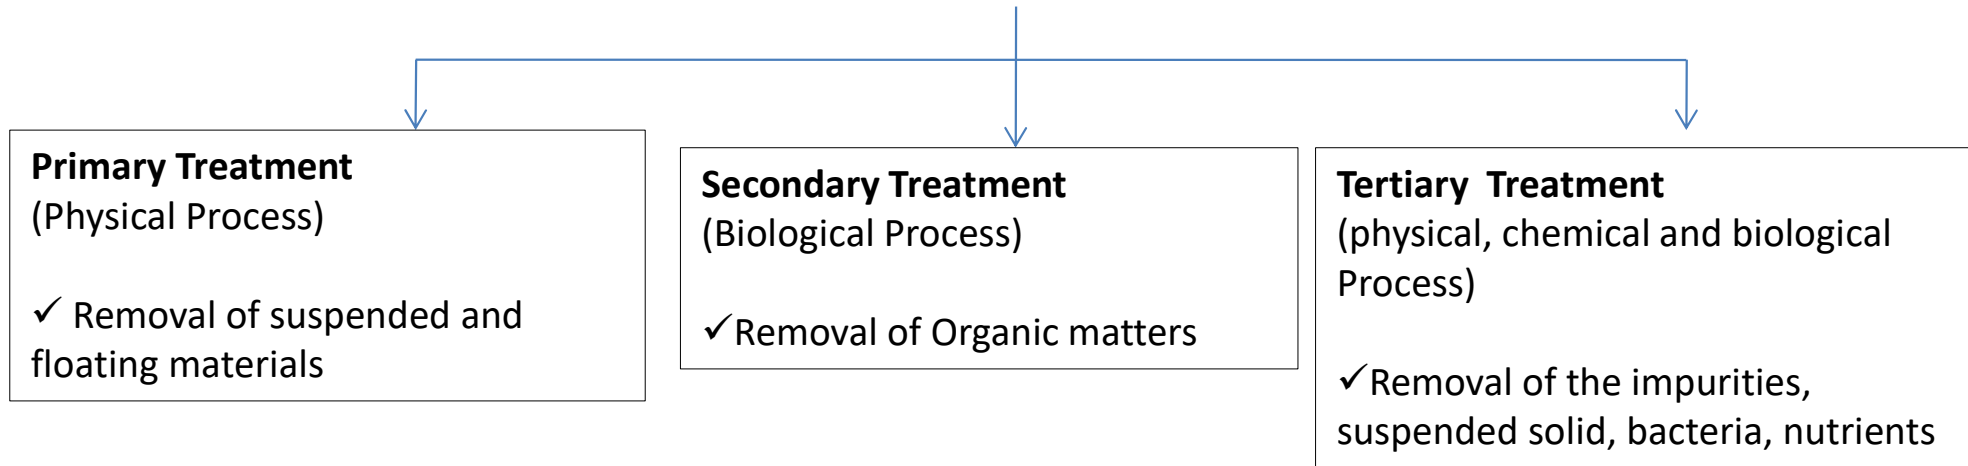 Primary Treatment
(Physical Process)
✓ Removal of suspended and
floating materials
Secondary Treatment
(Biological Process)
✓Removal of Organic matters
Tertiary  Treatment
(physical, chemical and biological
Process)
✓Removal of the impurities,
suspended solid, bacteria, nutrients